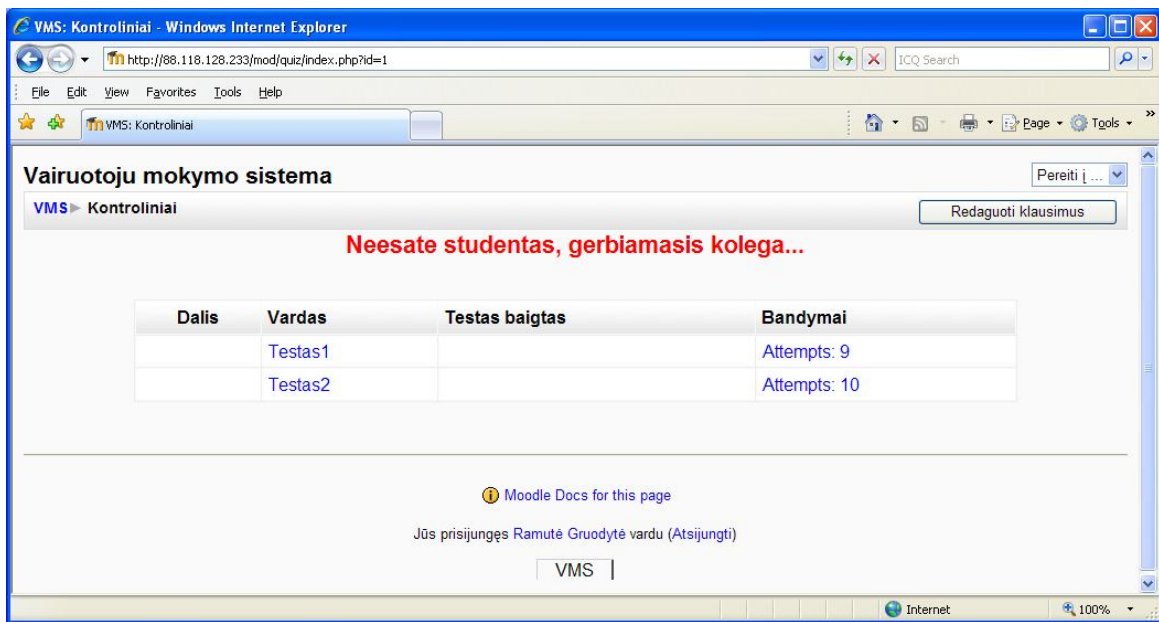 VMS: Kontroliniai - Windows Internet Explorer
http://88.118.128.233/mod/quiz/index.php?id=1
ICQ Search
File Edit View Favorites Tools Help
VMS: Kontroliniai
Page Tools »
Vairuotoju mokymo sistema
Pereiti į ...
VMS► Kontroliniai
Redaguoti klausimus
Neesate studentas, gerbiamasis kolega...
Dalis Vardas Testas baigtas Bandymai
Testas1 Attempts: 9
Testas2 Attempts: 10
Moodle Docs for this page
Jūs prisijungęs Ramutė Gruodytė vardu (Atsijungti)
VMS
Internet 100%